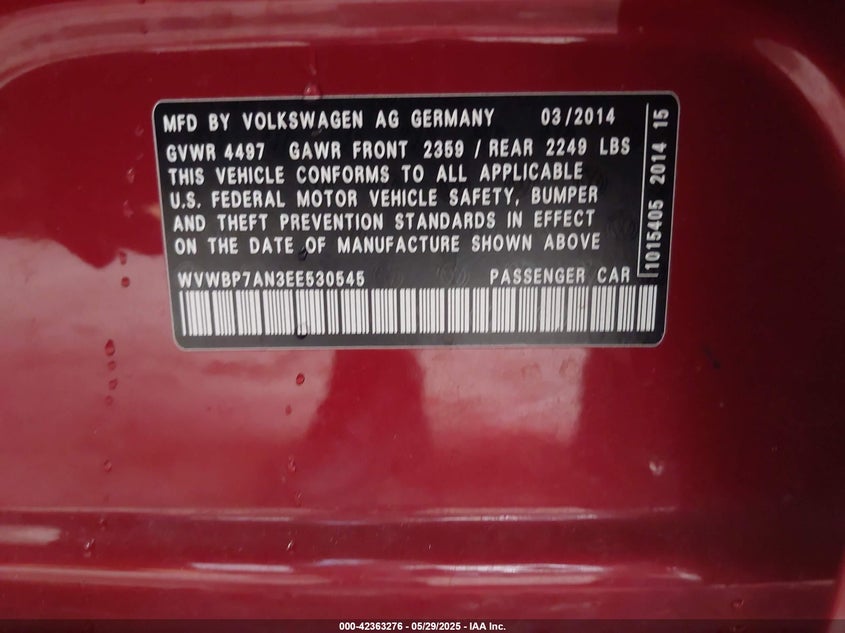 MFD BY VOLKSWAGEN AG GERMANY 03/2014
GVWR 4497 GAWR FRONT 2359 / REAR 2249 LBS
THIS VEHICLE CONFORMS TO ALL APPLICABLE
U.S. FEDERAL MOTOR VEHICLE SAFETY, BUMPER
AND THEFT PREVENTION STANDARDS IN EFFECT
ON THE DATE OF MANUFACTURE SHOWN ABOVE
WVWBP7AN3EE530545 PASSENGER CAR
1015405 2014 15
000-42363276 - 05/29/2025 - IAA Inc.